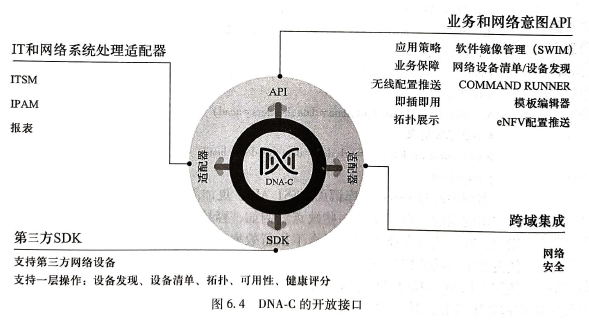 业务和网络意图API
IT和网络系统处理适配器
应用策略 软件镜像管理（SWIM）
业务保障 网络设备清单/设备发现
无线配置推送 COMMAND RUNNER
即插即用 模板编辑器
拓扑展示 eNFV配置推送
ITSM
IPAM
报表
API
适配器
DNA-C
适配器
SDK
跨域集成
网络
安全
第三方SDK
支持第三方网络设备
支持一层操作：设备发现、设备清单、拓扑、可用性、健康评分
图 6.4 DNA-C 的开放接口